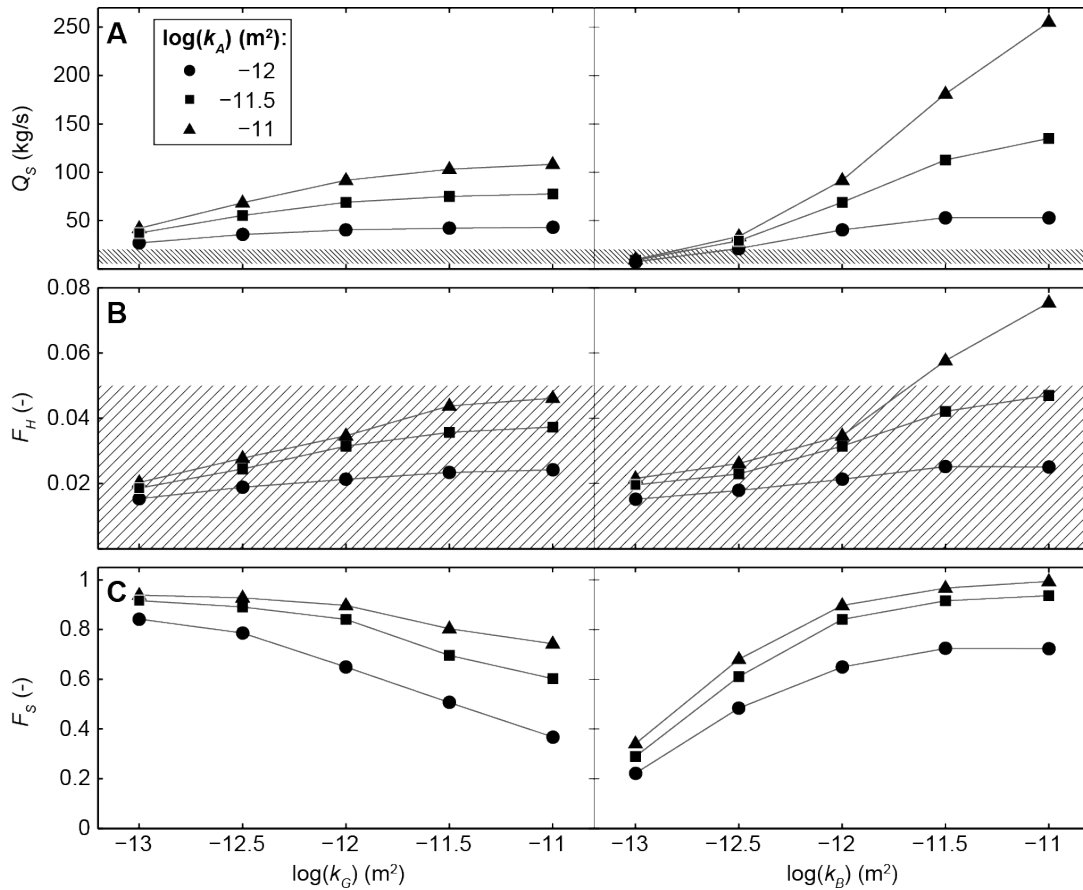 A
log(k_A) (m²):
−12
−11.5
−11
250
200
150
100
50
Q_S (kg/s)
B
0.08
0.06
0.04
0.02
F_H (-)
C
1
0.8
0.6
0.4
0.2
0
F_S (-)
−13 −12.5 −12 −11.5 −11 −13 −12.5 −12 −11.5 −11
log(k_G) (m²) log(k_B) (m²)